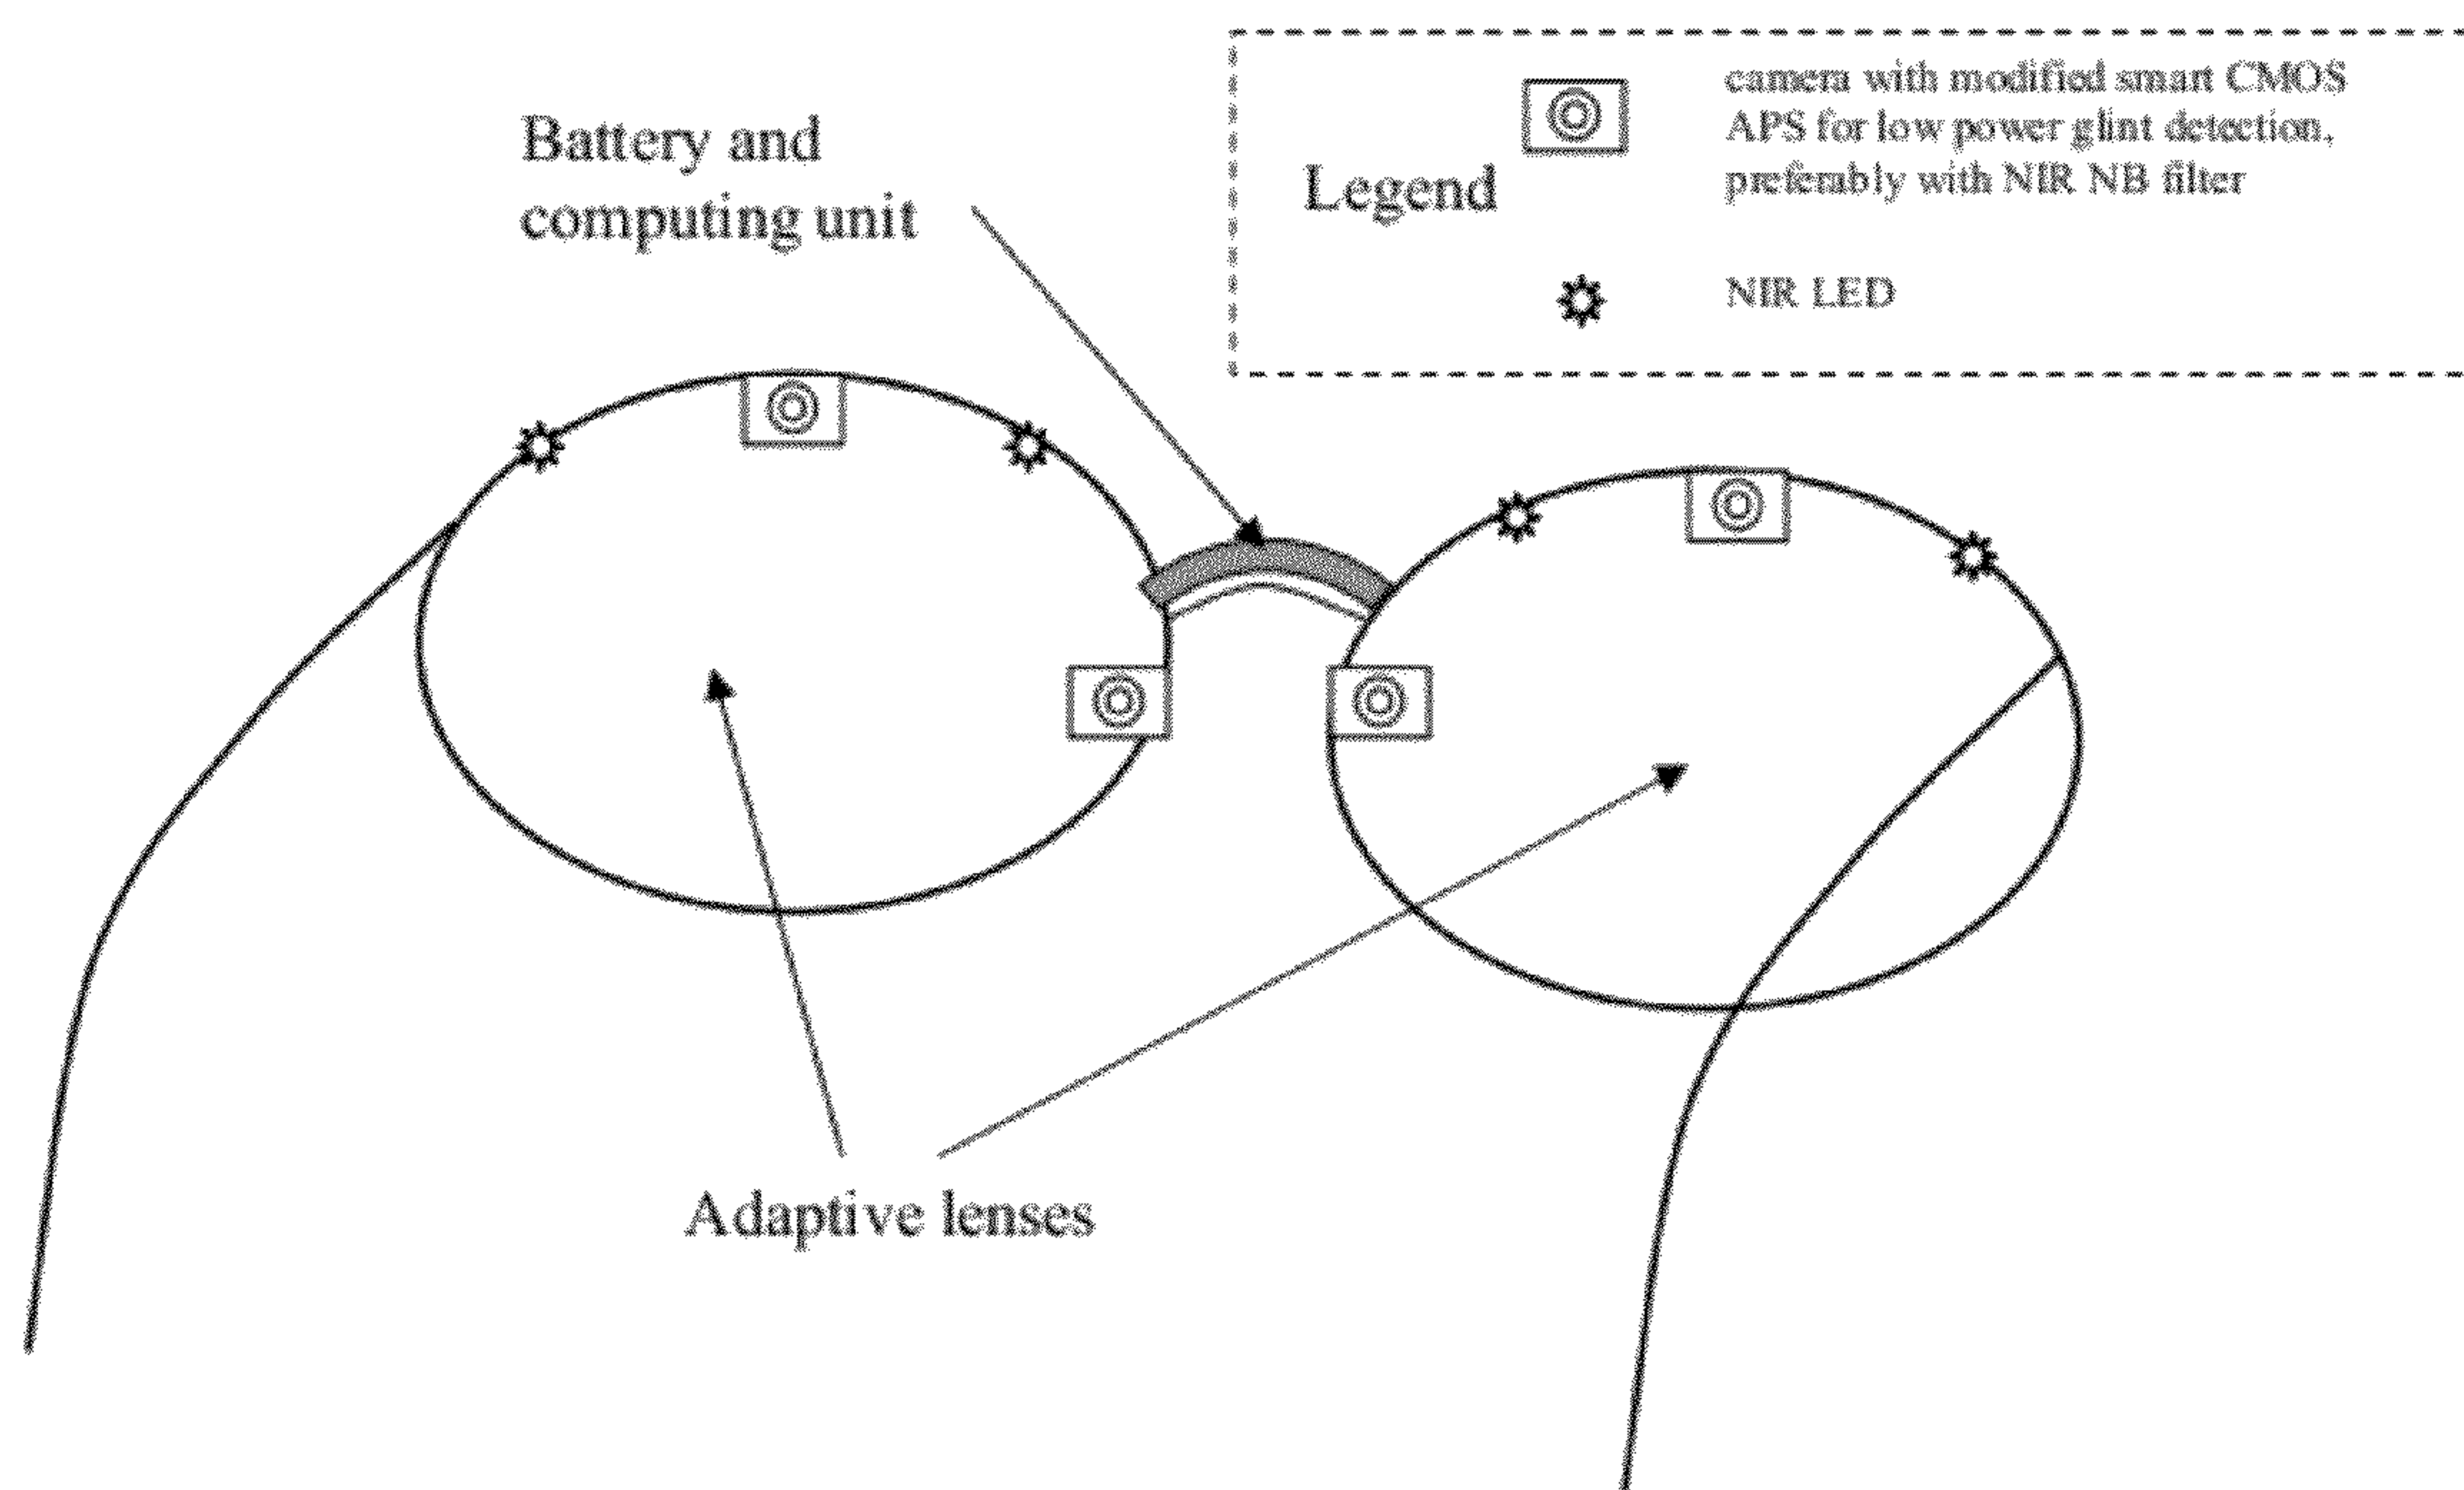 Battery and
computing unit
Legend
camera with modified smart CMOS
APS for low power glint detection,
preferably with NIR NB filter
NIR LED
Adaptive lenses